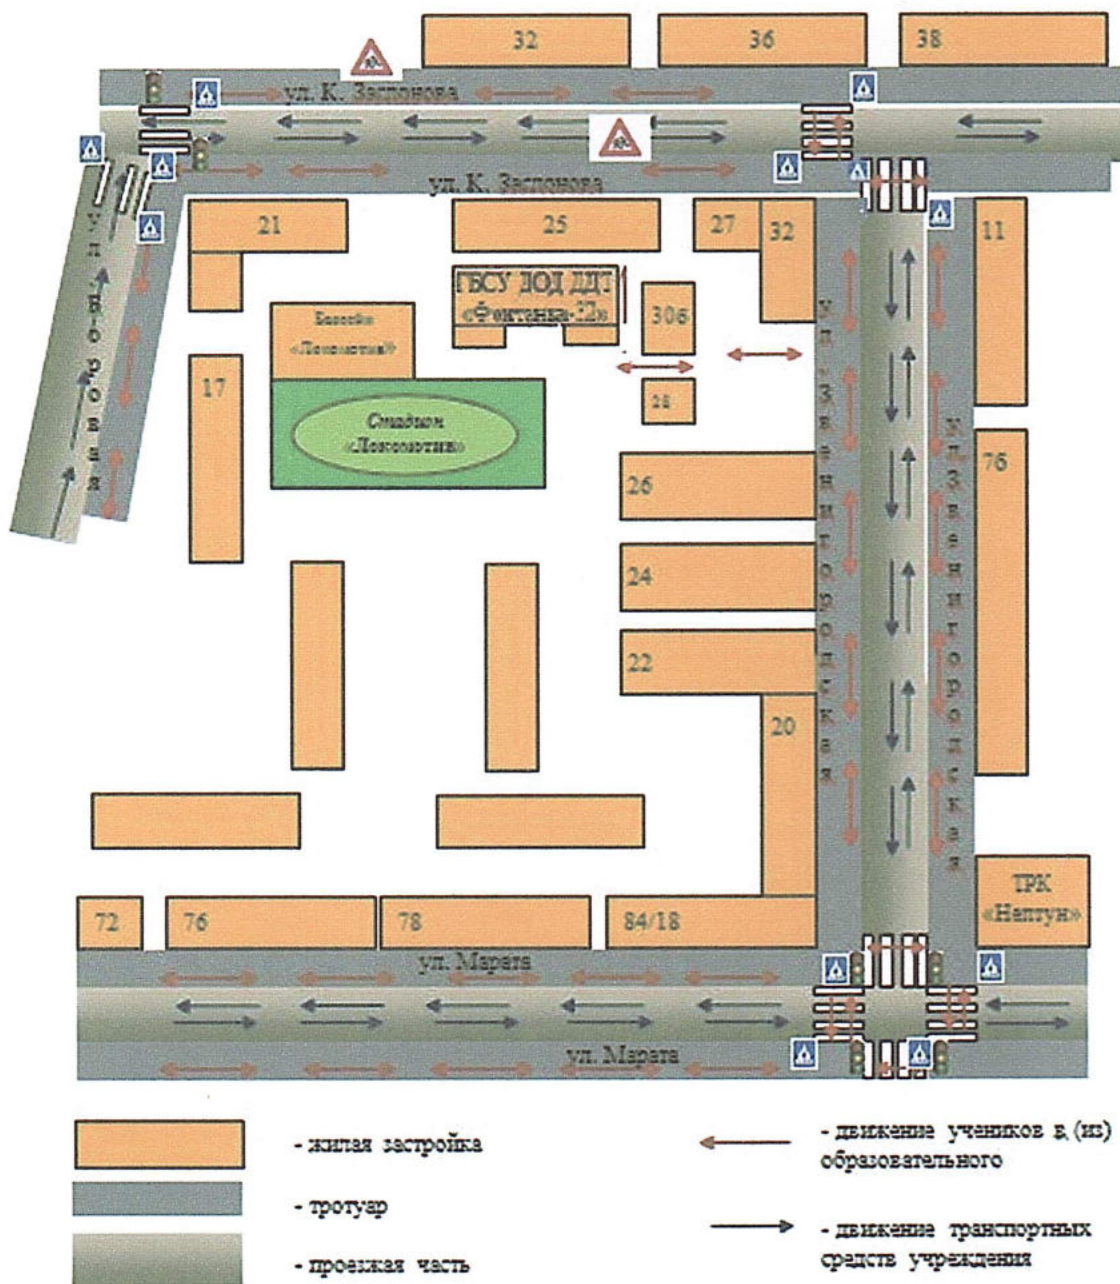 32
36
38
ул. К. Заслонова
ул. К. Заслонова
ул. Боровая
21
25
27
32
11
ГБСУ ДОД ДДТ
«Фонтанка-32»
30б
Бассейн
«Локомотив»
17
28
Стадион
«Локомотив»
26
76
24
22
20
ул. Звенигородская
ул. Звенигородская
ТРК
«Нептун»
72
76
78
84/18
ул. Марата
ул. Марата
- жилая застройка
- тротуар
- проезжая часть
- движение учеников в (из)
образовательного
- движение транспортных
средств учреждения